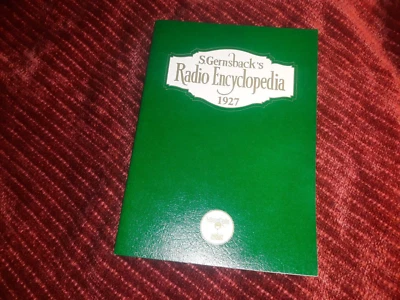 S.Gernsback's
Radio Encyclopedia
1927